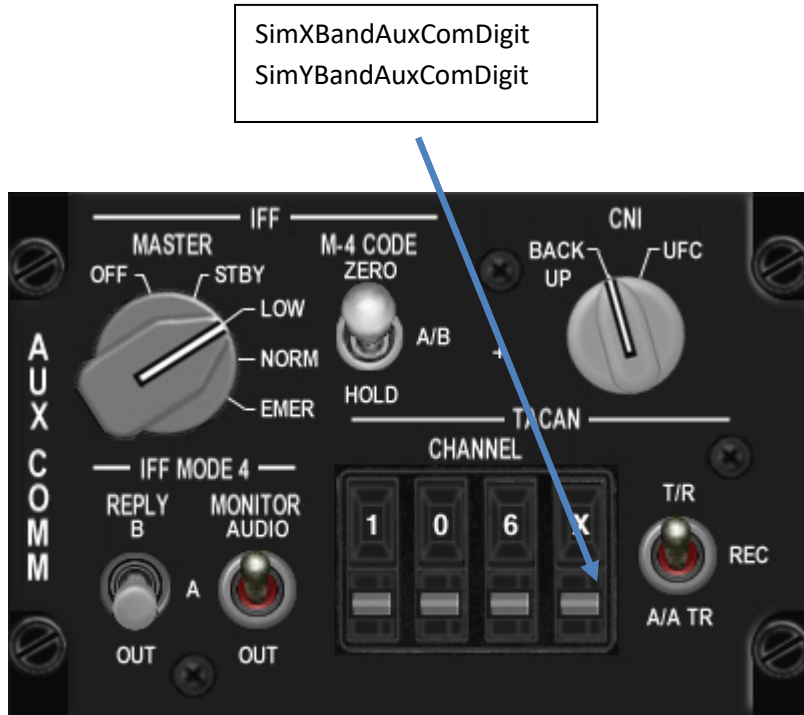 SimXBandAuxComDigit
SimYBandAuxComDigit
IFF
CNI
MASTER
M-4 CODE
OFF
STBY
ZERO
BACK
UP
UFC
LOW
A/B
NORM
HOLD
EMER
AUX COMM
TACAN
CHANNEL
IFF MODE 4
REPLY
B
MONITOR
AUDIO
1 0 6 X
T/R
REC
A
A/A TR
OUT
OUT